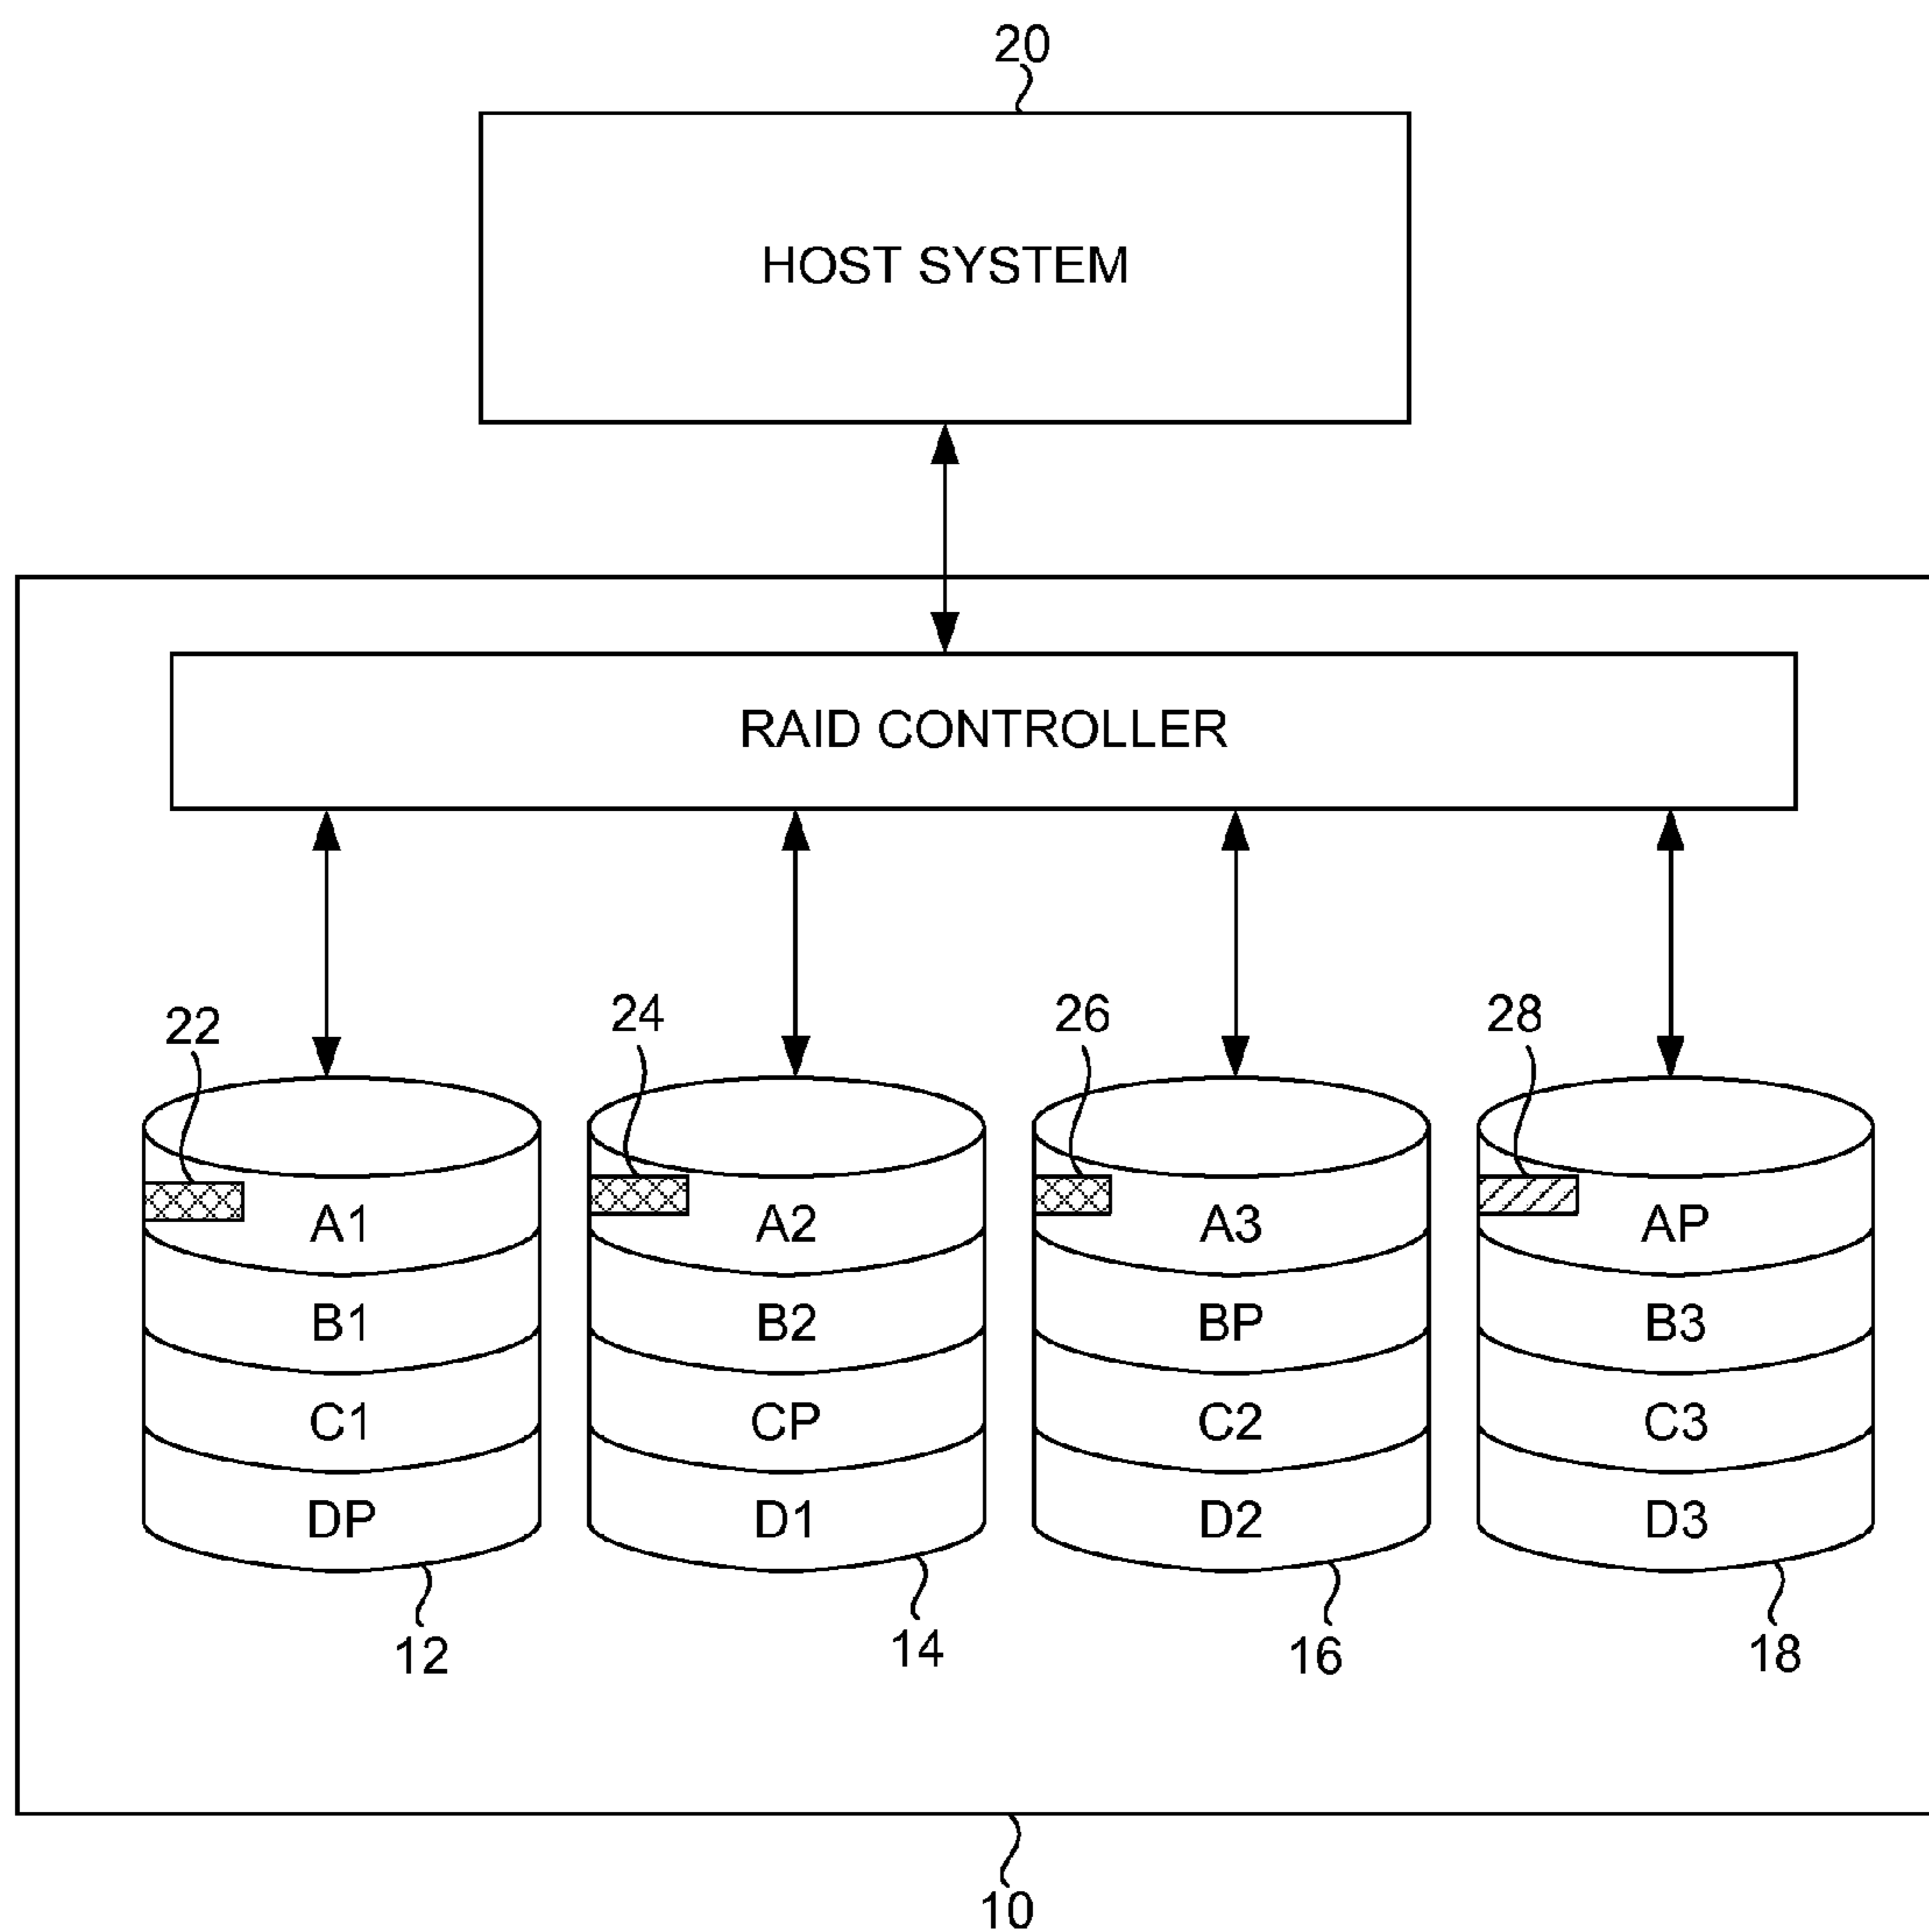 20
HOST SYSTEM
RAID CONTROLLER
22 24 26 28
A1 A2 A3 AP
B1 B2 BP B3
C1 CP C2 C3
DP D1 D2 D3
12 14 16 18
10